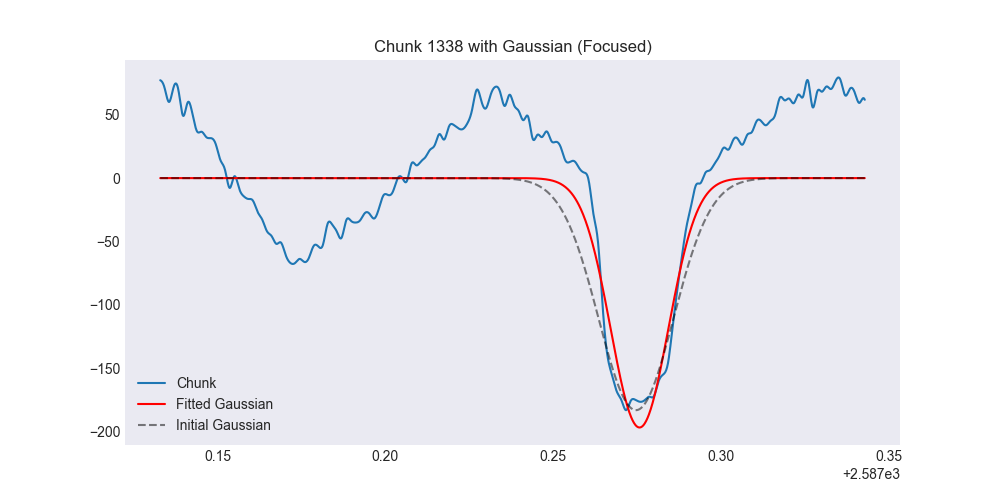 Chunk 1338 with Gaussian (Focused)
50
0
−50
−100
−150
−200
Chunk
Fitted Gaussian
Initial Gaussian
0.15
0.20
0.25
0.30
0.35
+2.587e3